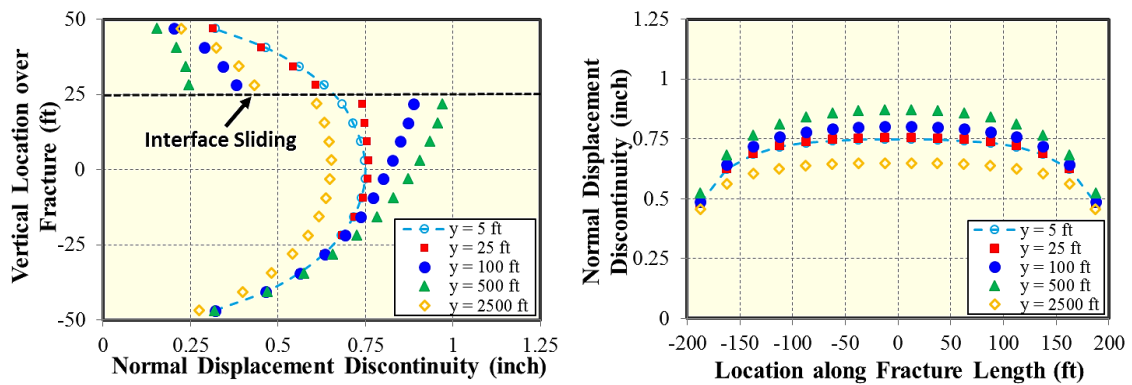 Vertical Location over
Fracture (ft)
50
25
0
-25
-50
Interface Sliding
y = 5 ft
y = 25 ft
y = 100 ft
y = 500 ft
y = 2500 ft
0 0.25 0.5 0.75 1 1.25
Normal Displacement Discontinuity (inch)
Normal Displacement
Discontinuity (inch)
1.25
1
0.75
0.5
0.25
0
y = 5 ft
y = 25 ft
y = 100 ft
y = 500 ft
y = 2500 ft
-200 -150 -100 -50 0 50 100 150 200
Location along Fracture Length (ft)